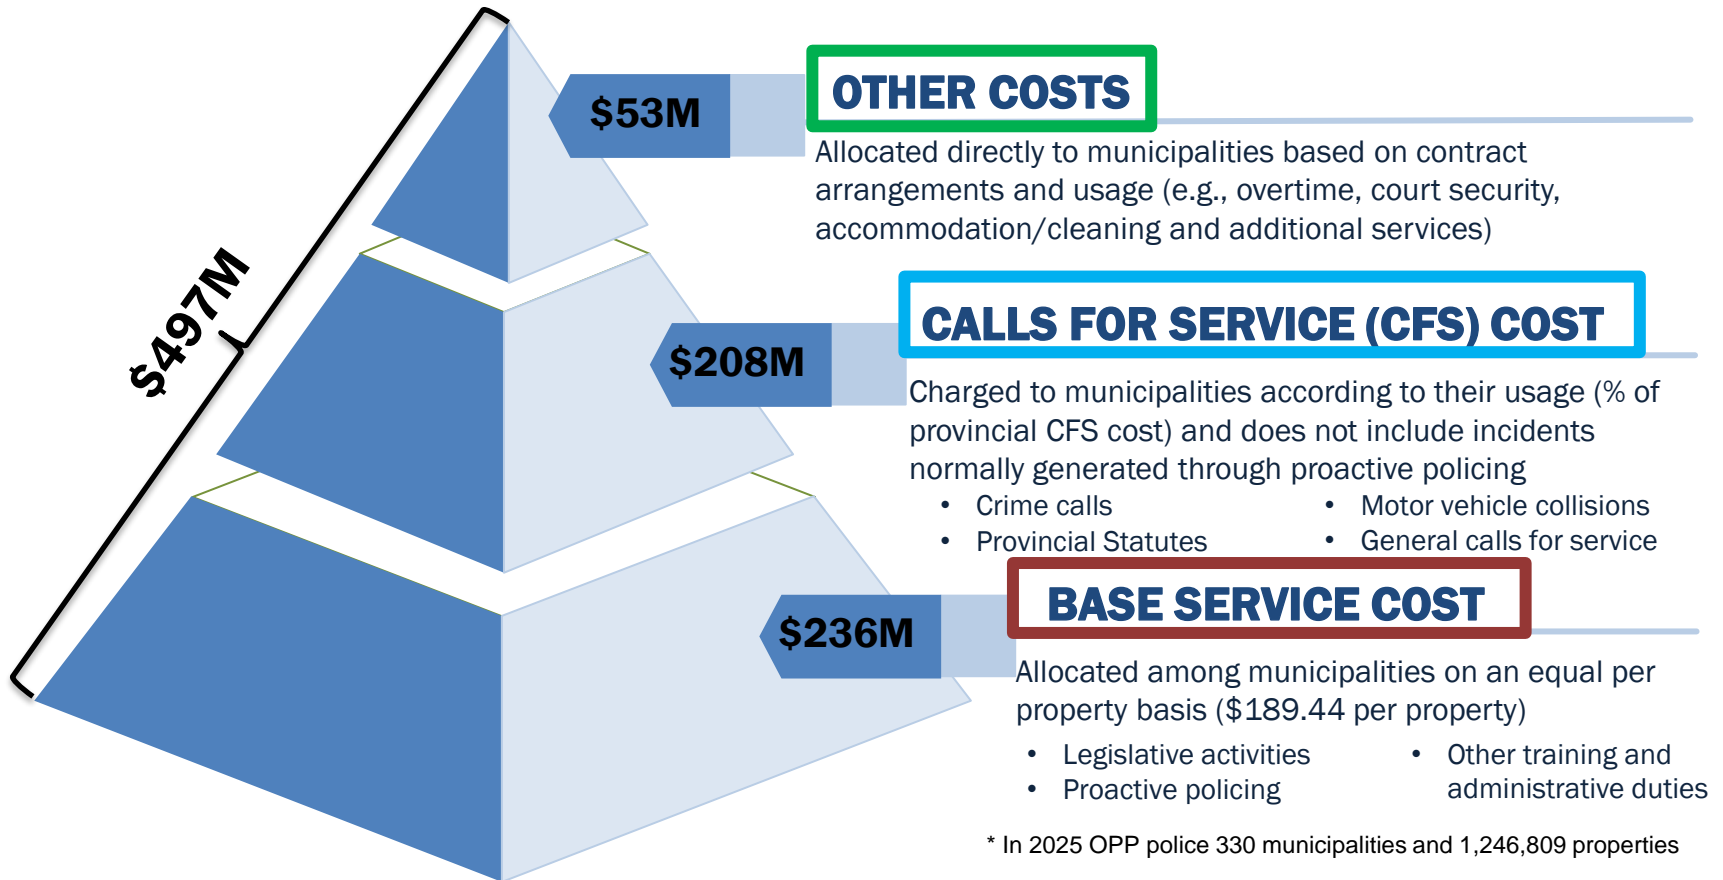 $497M
$53M
OTHER COSTS
Allocated directly to municipalities based on contract
arrangements and usage (e.g., overtime, court security,
accommodation/cleaning and additional services)
$208M
CALLS FOR SERVICE (CFS) COST
Charged to municipalities according to their usage (% of
provincial CFS cost) and does not include incidents
normally generated through proactive policing
• Crime calls
• Provincial Statutes
• Motor vehicle collisions
• General calls for service
$236M
BASE SERVICE COST
Allocated among municipalities on an equal per
property basis ($189.44 per property)
• Legislative activities
• Proactive policing
• Other training and
administrative duties
* In 2025 OPP police 330 municipalities and 1,246,809 properties